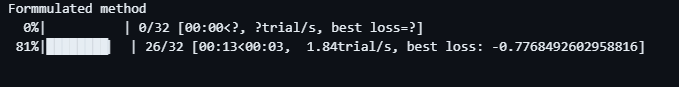 Formmulated method
0%|          | 0/32 [00:00<?, ?trial/s, best loss=?]
81%|████████  | 26/32 [00:13<00:03,  1.84trial/s, best loss: -0.7768492602958816]